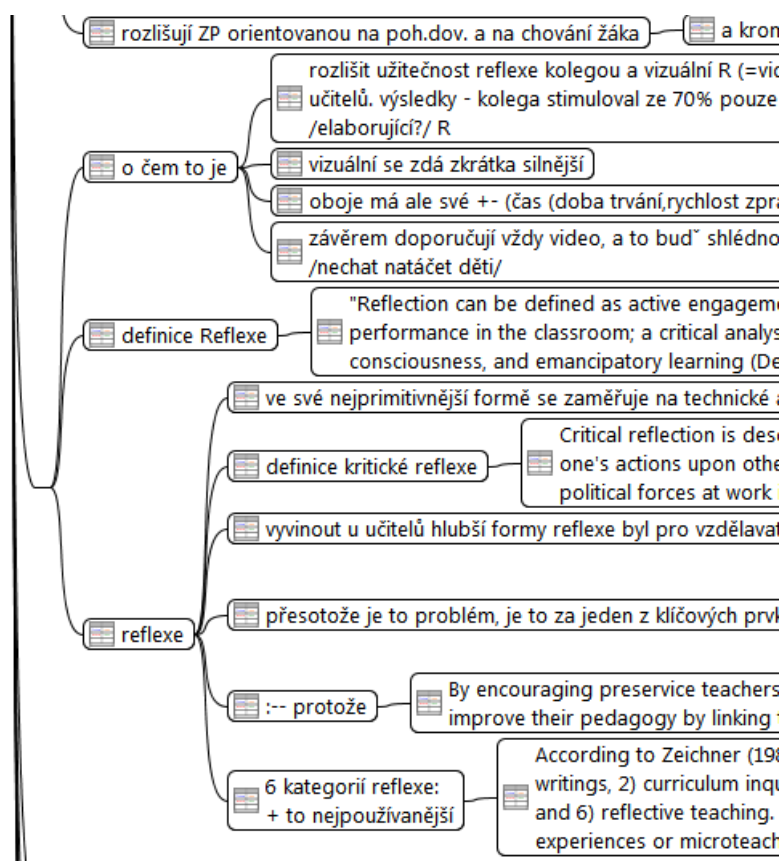 rozlišují ZP orientovanou na poh.dov. a na chování žáka
a kron
rozlišit užitečnost reflexe kolegou a vizuální R (=vid
učitelů. výsledky - kolega stimuloval ze 70% pouze
/elaborující?/ R
o čem to je
vizuální se zdá zkrátka silnější
oboje má ale své +- (čas (doba trvání,rychlost zpra
závěrem doporučují vždy video, a to budˇ shlédno
/nechat natáčet děti/
definice Reflexe
"Reflection can be defined as active engageme
performance in the classroom; a critical analys
consciousness, and emancipatory learning (De
ve své nejprimitivnější formě se zaměřuje na technické a
definice kritické reflexe
Critical reflection is desc
one's actions upon othe
political forces at work
vyvinout u učitelů hlubší formy reflexe byl pro vzdělavat
reflexe
přesotože je to problém, je to za jeden z klíčových prvk
:-- protože
By encouraging preservice teachers
improve their pedagogy by linking
6 kategorií reflexe:
+ to nejpoužívanější
According to Zeichner (198
writings, 2) curriculum inqu
and 6) reflective teaching.
experiences or microteach